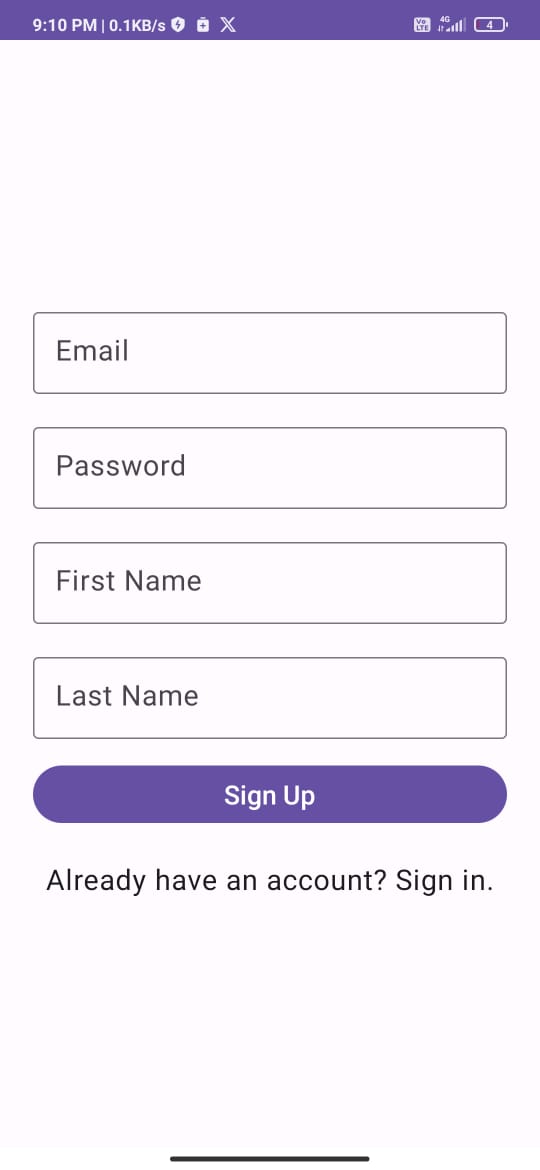 9:10 PM | 0.1KB/s X Vo LTE 4G 4
Email
Password
First Name
Last Name
Sign Up
Already have an account? Sign in.